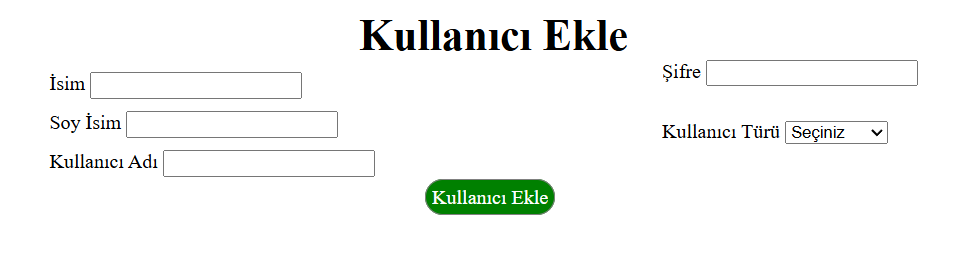 Kullanıcı Ekle
İsim
Soy İsim
Kullanıcı Adı
Şifre
Kullanıcı Türü Seçiniz
Kullanıcı Ekle